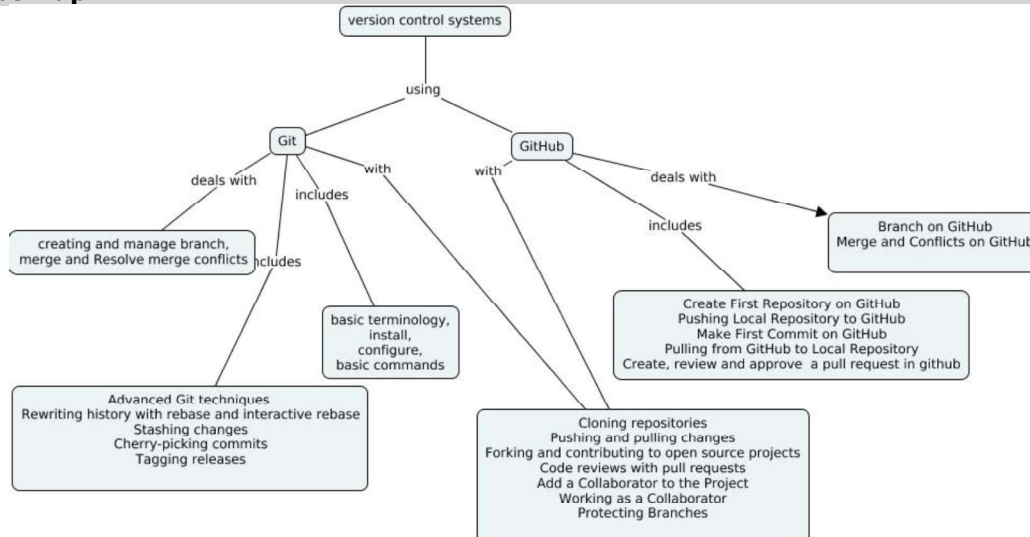 version control systems
using
Git
GitHub
with
with
deals with
deals with
includes
includes
Branch on GitHub
Merge and Conflicts on GitHub
creating and manage branch,
merge and Resolve merge conflicts
ncludes
Create First Repository on GitHub
Pushing Local Repository to GitHub
Make First Commit on GitHub
Pulling from GitHub to Local Repository
Create, review and approve a pull request in github
basic terminology,
install,
configure,
basic commands
Advanced Git techniques
Rewriting history with rebase and interactive rebase
Stashing changes
Cherry-picking commits
Tagging releases
Cloning repositories
Pushing and pulling changes
Forking and contributing to open source projects
Code reviews with pull requests
Add a Collaborator to the Project
Working as a Collaborator
Protecting Branches